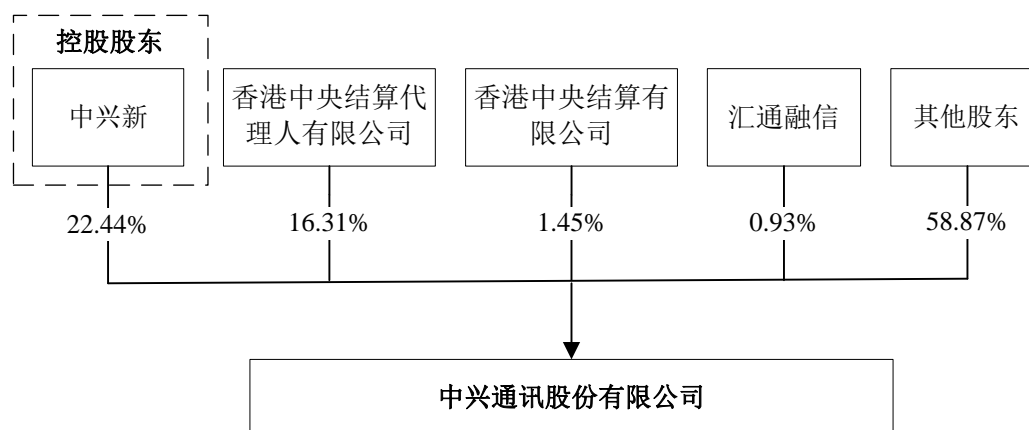 控股股东
中兴新
香港中央结算代
理人有限公司
香港中央结算有
限公司
汇通融信
其他股东
22.44%
16.31%
1.45%
0.93%
58.87%
中兴通讯股份有限公司